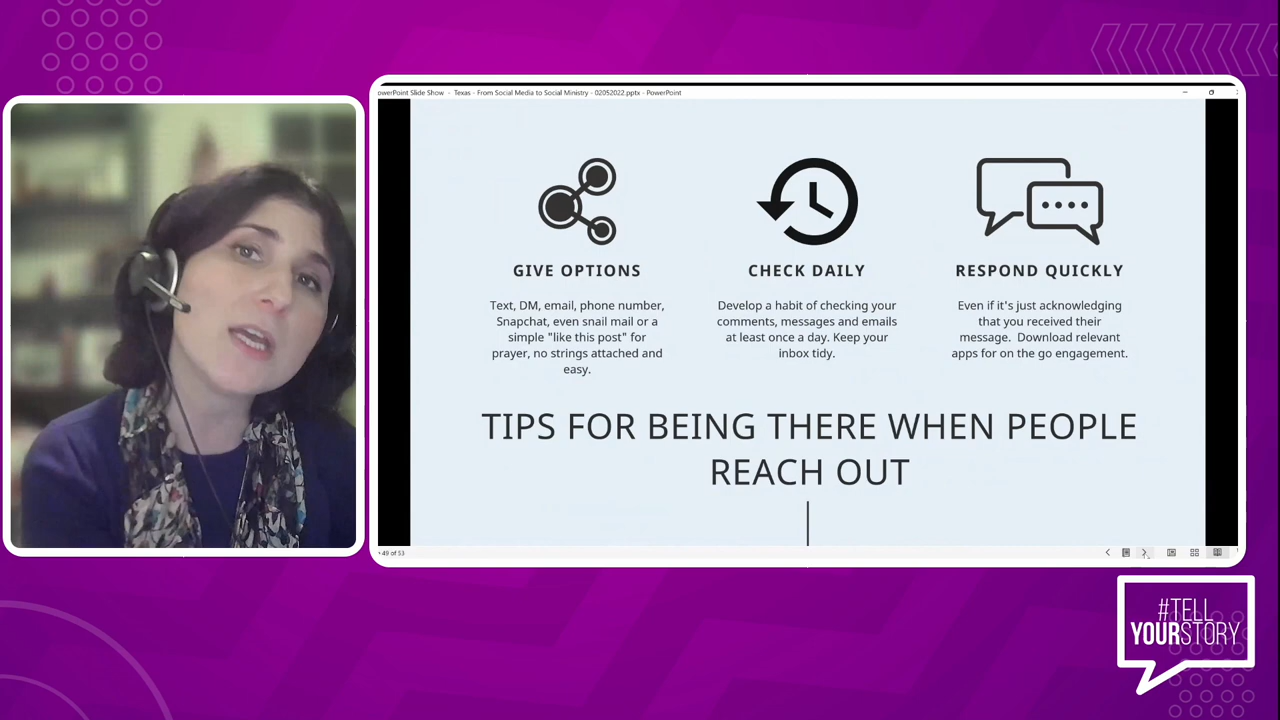 owerPoint Slide Show - Texas - From Social Media to Social Ministry - 02052022.pptx - PowerPoint
GIVE OPTIONS
Text, DM, email, phone number,
Snapchat, even snail mail or a
simple "like this post" for
prayer, no strings attached and
easy.
CHECK DAILY
Develop a habit of checking your
comments, messages and emails
at least once a day. Keep your
inbox tidy.
RESPOND QUICKLY
Even if it's just acknowledging
that you received their
message. Download relevant
apps for on the go engagement.
TIPS FOR BEING THERE WHEN PEOPLE
REACH OUT
49 of 53
#TELL
YOURSTORY